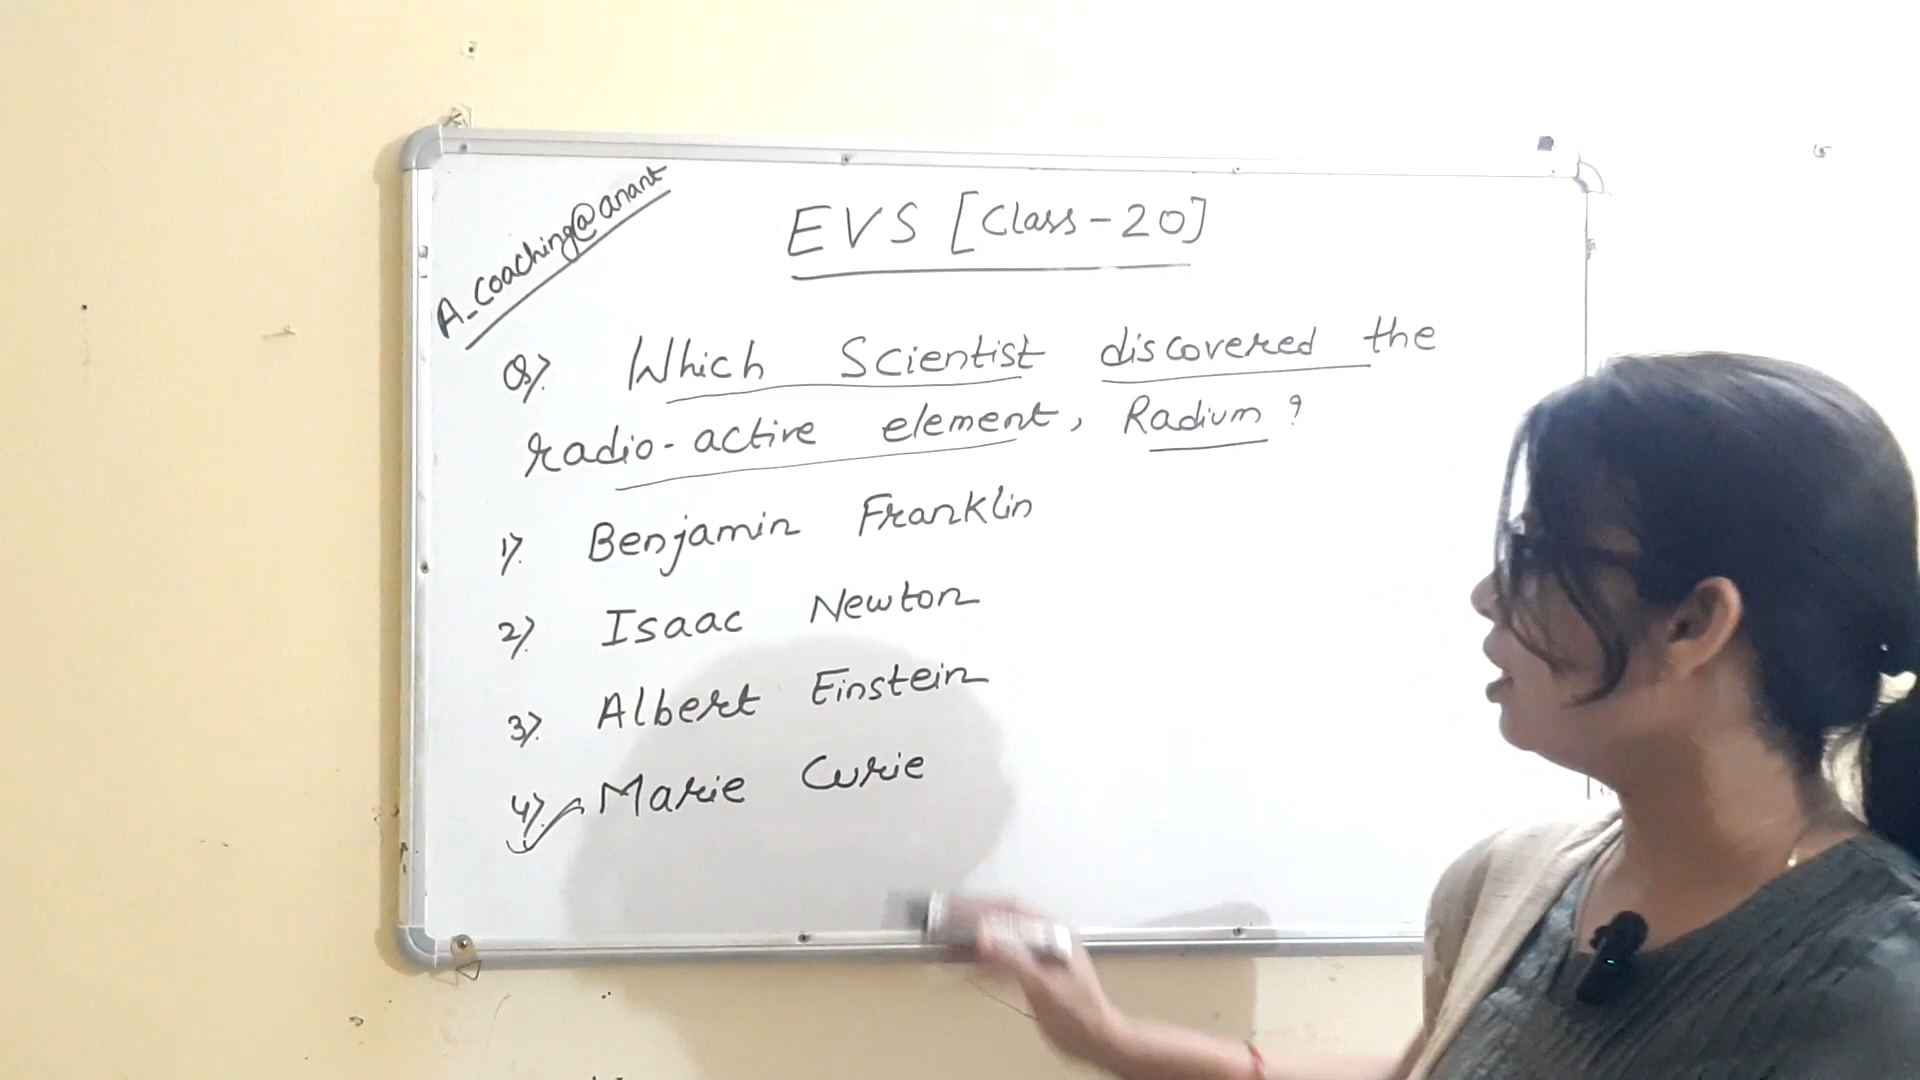 A_coaching@anant
EVS [Class-20]
Q). Which Scientist discovered the
radio-active element, Radium?
1). Benjamin Franklin
2). Isaac Newton
3). Albert Einstein
4). Marie Curie